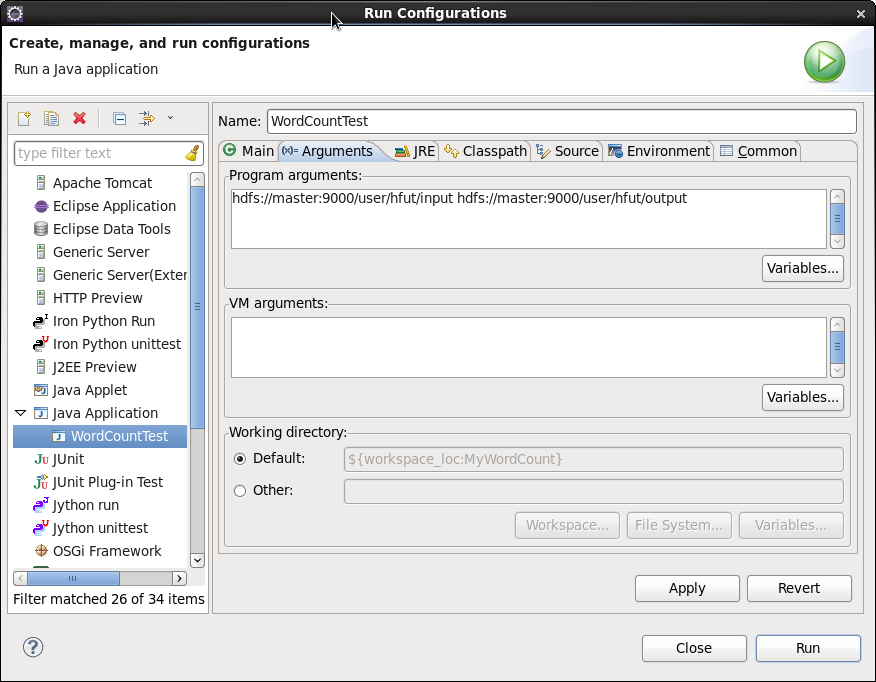 Run Configurations
Create, manage, and run configurations
Run a Java application
type filter text
Apache Tomcat
Eclipse Application
Eclipse Data Tools
Generic Server
Generic Server(Exter
HTTP Preview
Iron Python Run
Iron Python unittest
J2EE Preview
Java Applet
Java Application
WordCountTest
JUnit
JUnit Plug-in Test
Jython run
Jython unittest
OSGi Framework
Filter matched 26 of 34 items
Name: WordCountTest
Main (x)= Arguments JRE Classpath Source Environment Common
Program arguments:
hdfs://master:9000/user/hfut/input hdfs://master:9000/user/hfut/output
Variables...
VM arguments:
Variables...
Working directory:
Default: ${workspace_loc:MyWordCount}
Other:
Workspace... File System... Variables...
Apply Revert
? Close Run